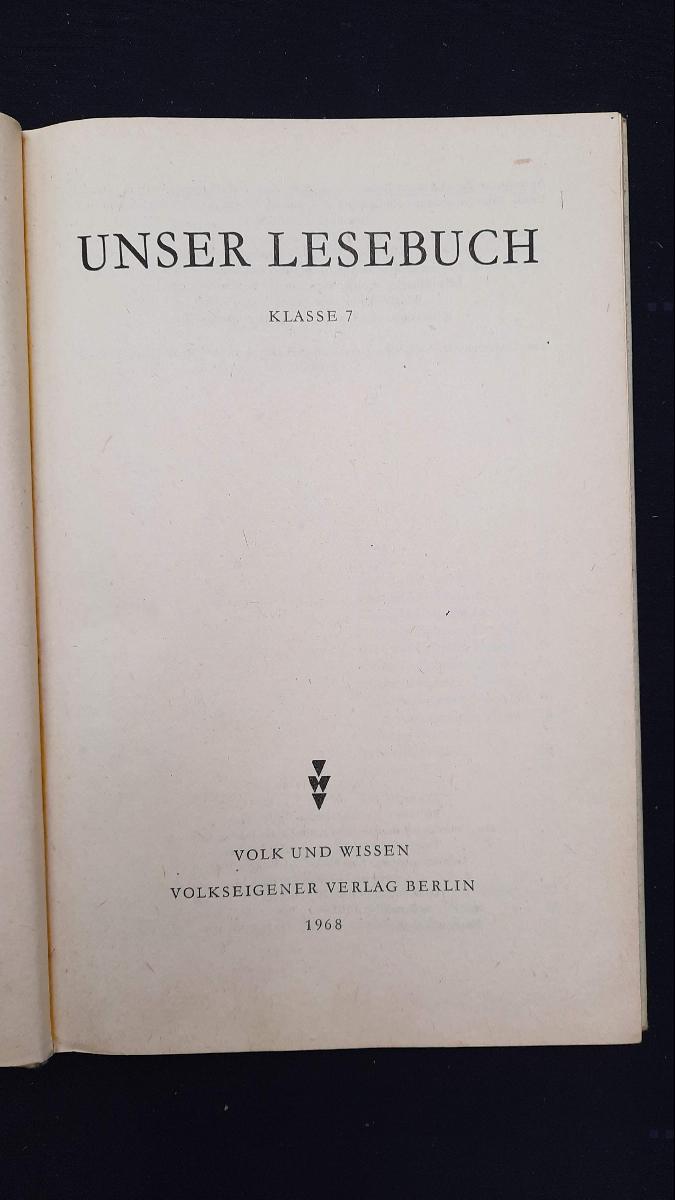 UNSER LESEBUCH
KLASSE 7
VOLK UND WISSEN
VOLKSEIGENER VERLAG BERLIN
1968